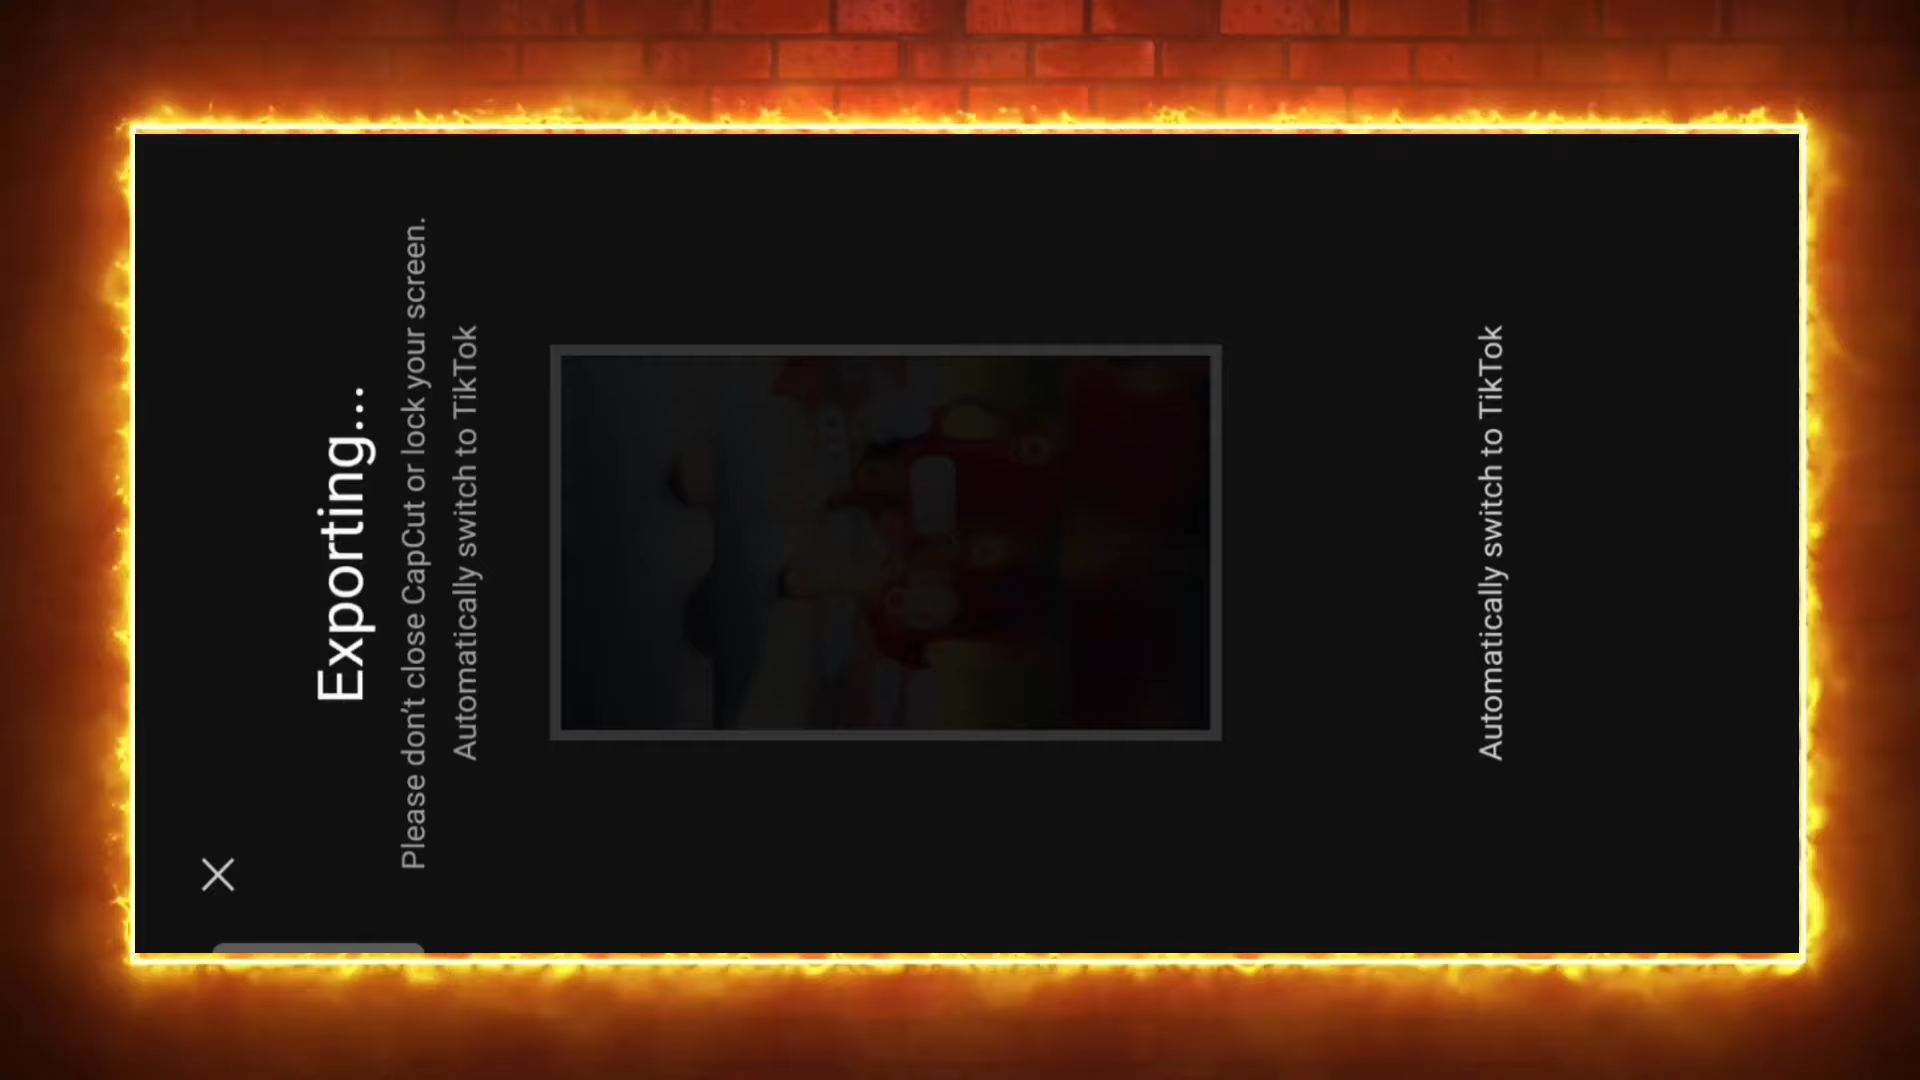 Exporting...
Please don't close CapCut or lock your screen.
Automatically switch to TikTok
Automatically switch to TikTok